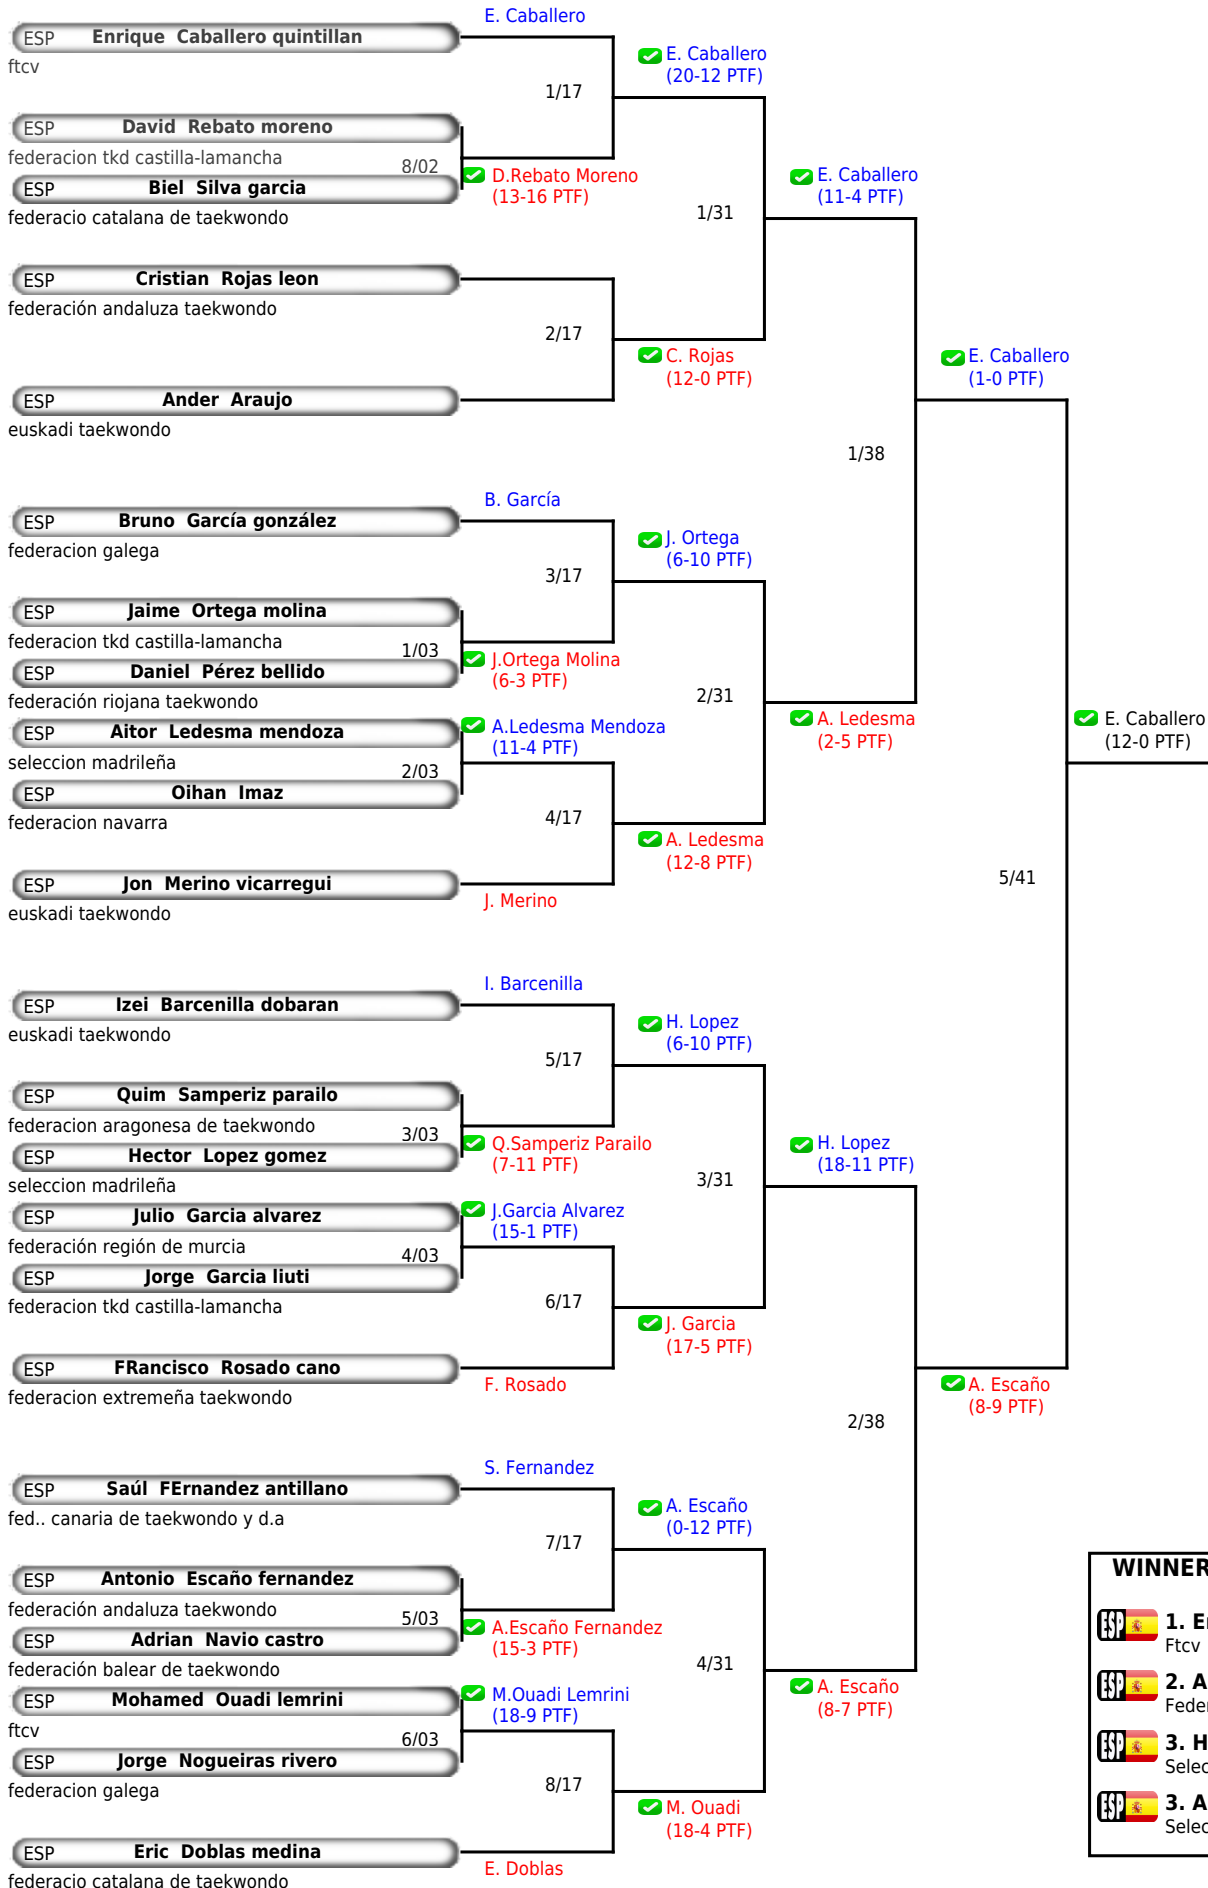 E. Caballero
ESP Enrique Caballero quintillan
ftcv
E. Caballero
(20-12 PTF)
1/17
ESP David Rebato moreno
federacion tkd castilla-lamancha
8/02
D.Rebato Moreno
(13-16 PTF)
ESP Biel Silva garcia
federacio catalana de taekwondo
E. Caballero
(11-4 PTF)
1/31
ESP Cristian Rojas leon
federación andaluza taekwondo
2/17
C. Rojas
(12-0 PTF)
ESP Ander Araujo
euskadi taekwondo
E. Caballero
(1-0 PTF)
1/38
B. García
ESP Bruno García gonzález
federacion galega
J. Ortega
(6-10 PTF)
3/17
ESP Jaime Ortega molina
federacion tkd castilla-lamancha
1/03
J.Ortega Molina
(6-3 PTF)
ESP Daniel Pérez bellido
federación riojana taekwondo
2/31
ESP Aitor Ledesma mendoza
seleccion madrileña
A.Ledesma Mendoza
(11-4 PTF)
A. Ledesma
(2-5 PTF)
E. Caballero
(12-0 PTF)
2/03
ESP Oihan Imaz
federacion navarra
4/17
A. Ledesma
(12-8 PTF)
ESP Jon Merino vicarregui
euskadi taekwondo
J. Merino
5/41
I. Barcenilla
ESP Izei Barcenilla dobaran
euskadi taekwondo
H. Lopez
(6-10 PTF)
5/17
ESP Quim Samperiz parailo
federacion aragonesa de taekwondo
3/03
Q.Samperiz Parailo
(7-11 PTF)
ESP Hector Lopez gomez
seleccion madrileña
H. Lopez
(18-11 PTF)
3/31
ESP Julio Garcia alvarez
federación región de murcia
J.Garcia Alvarez
(15-1 PTF)
4/03
ESP Jorge Garcia liuti
federacion tkd castilla-lamancha
6/17
J. Garcia
(17-5 PTF)
ESP FRancisco Rosado cano
federacion extremeña taekwondo
F. Rosado
A. Escaño
(8-9 PTF)
2/38
S. Fernandez
ESP Saúl FErnandez antillano
fed.. canaria de taekwondo y d.a
A. Escaño
(0-12 PTF)
7/17
ESP Antonio Escaño fernandez
federación andaluza taekwondo
5/03
A.Escaño Fernandez
(15-3 PTF)
ESP Adrian Navio castro
federación balear de taekwondo
4/31
ESP Mohamed Ouadi lemrini
ftcv
M.Ouadi Lemrini
(18-9 PTF)
A. Escaño
(8-7 PTF)
6/03
ESP Jorge Nogueiras rivero
federacion galega
8/17
M. Ouadi
(18-4 PTF)
ESP Eric Doblas medina
federacio catalana de taekwondo
E. Doblas
WINNER
ESP 1. E
Ftcv
ESP 2. A
Feder
ESP 3. H
Selec
ESP 3. A
Selec